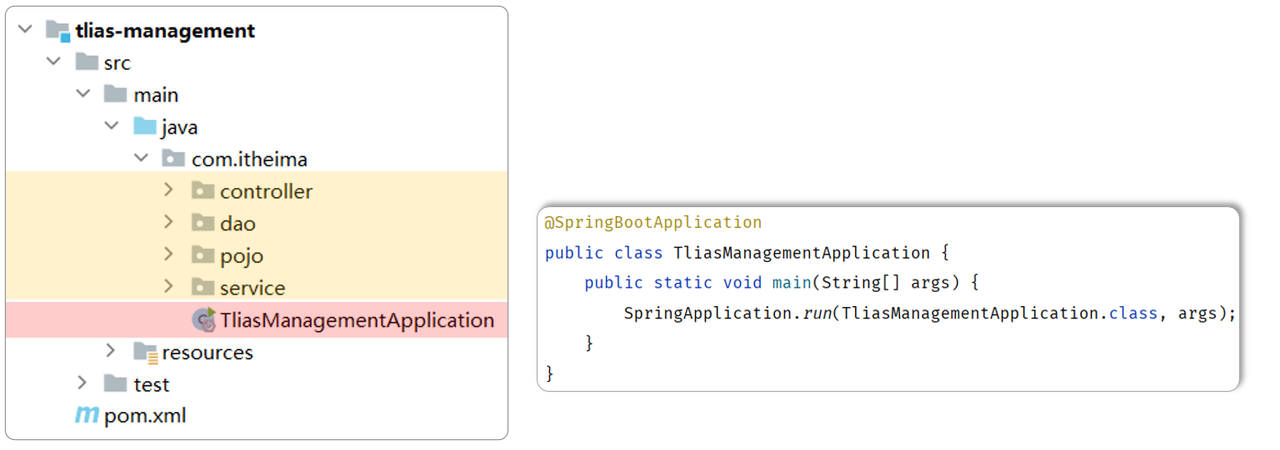 tlias-management
src
main
java
com.itheima
controller
dao
pojo
service
TliasManagementApplication
resources
test
pom.xml
@SpringBootApplication
public class TliasManagementApplication {
    public static void main(String[] args) {
        SpringApplication.run(TliasManagementApplication.class, args);
    }
}